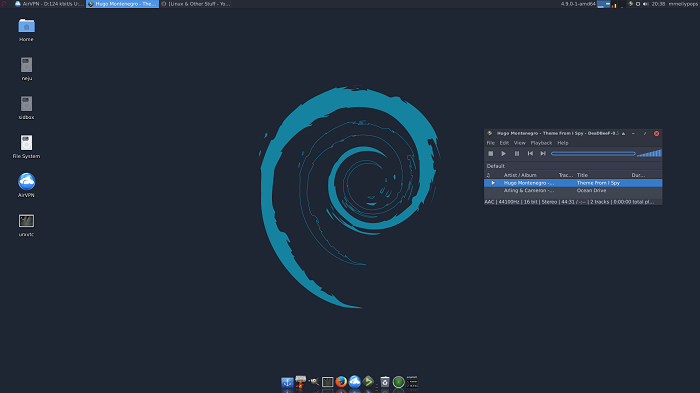 AirVPN - D:124 kbit/s U:...
Hugo Montenegro - The...
[Linux & Other Stuff - Yo...
4.9.0-1-amd64
20:38
mrneilypops
Home
neju
sidbox
File System
AirVPN
unxtc
Hugo Montenegro - Theme From I Spy - DeaDBeeF-0...
File Edit View Playback Help
Default
Artist / Album Trac... Title Dur...
Hugo Montenegro -... Theme From I Spy
Arling & Cameron -... Ocean Drive
AAC | 44100Hz | 16 bit | Stereo | 44:31 / -:-- | 2 tracks | 0:00:00 total pl...